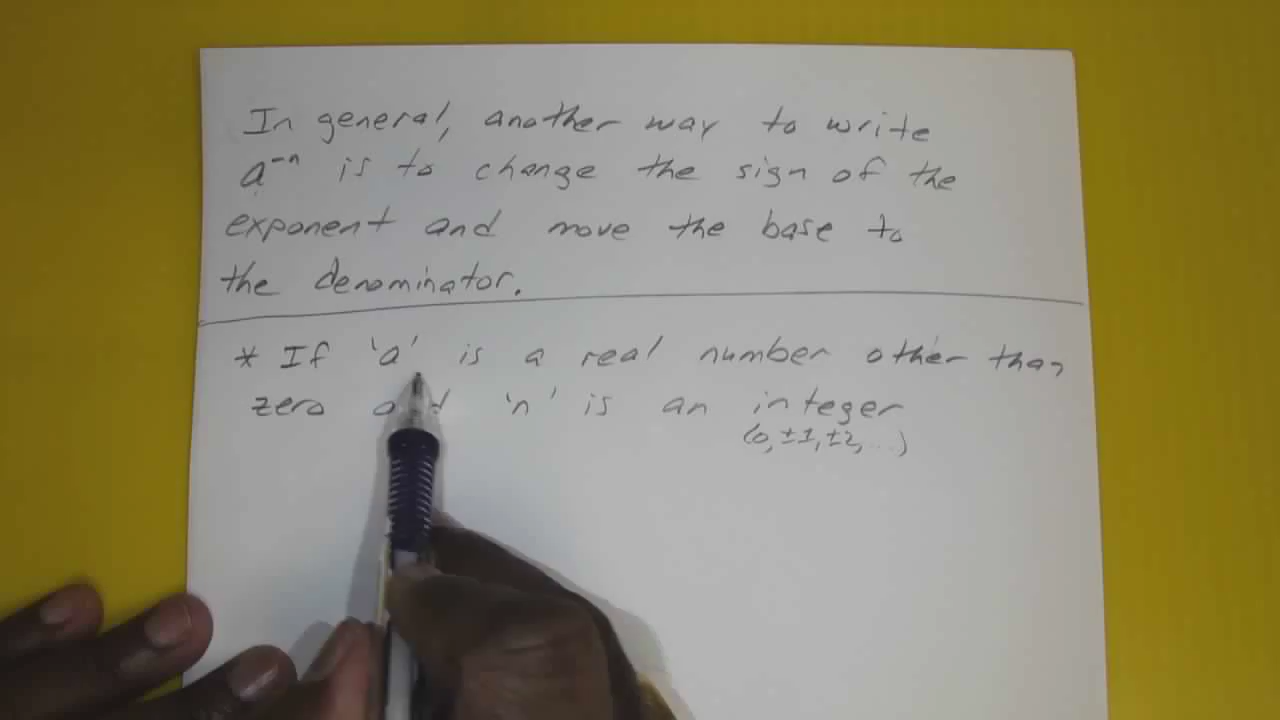 In general, another way to write
a⁻ⁿ is to change the sign of the
exponent and move the base to
the denominator.
* If 'a' is a real number other than
zero and 'n' is an integer
(0, ±1, ±2, ...)